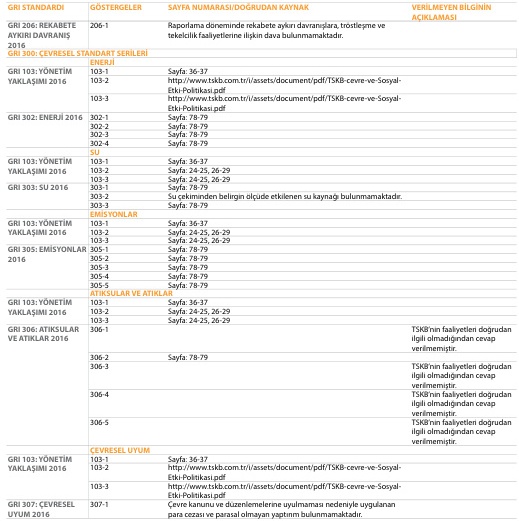 GRI STANDARDI GÖSTERGELER SAYFA NUMARASI/DOĞRUDAN KAYNAK VERİLMEYEN BİLGİNİN
AÇIKLAMASI
GRI 206: REKABETE 206-1 Raporlama döneminde rekabete aykırı davranışlara, tröstleşme ve
AYKIRI DAVRANIŞ tekelcilik faaliyetlerine ilişkin dava bulunmamaktadır.
2016
GRI 300: ÇEVRESEL STANDART SERİLERİ
ENERJİ
GRI 103: YÖNETİM 103-1 Sayfa: 36-37
YAKLAŞIMI 2016 103-2 http://www.tskb.com.tr/i/assets/document/pdf/TSKB-cevre-ve-Sosyal-
Etki-Politikasi.pdf
103-3 http://www.tskb.com.tr/i/assets/document/pdf/TSKB-cevre-ve-Sosyal-
Etki-Politikasi.pdf
GRI 302: ENERJİ 2016 302-1 Sayfa: 78-79
302-2 Sayfa: 78-79
302-3 Sayfa: 78-79
302-4 Sayfa: 78-79
SU
GRI 103: YÖNETİM 103-1 Sayfa: 36-37
YAKLAŞIMI 2016 103-2 Sayfa: 24-25, 26-29
103-3 Sayfa: 24-25, 26-29
GRI 303: SU 2016 303-1 Sayfa: 78-79
303-2 Su çekiminden belirgin ölçüde etkilenen su kaynağı bulunmamaktadır.
303-3 Sayfa: 78-79
EMİSYONLAR
GRI 103: YÖNETİM 103-1 Sayfa: 36-37
YAKLAŞIMI 2016 103-2 Sayfa: 24-25, 26-29
103-3 Sayfa: 24-25, 26-29
GRI 305: EMİSYONLAR 305-1 Sayfa: 78-79
2016 305-2 Sayfa: 78-79
305-3 Sayfa: 78-79
305-4 Sayfa: 78-79
305-5 Sayfa: 78-79
ATIKSULAR VE ATIKLAR
GRI 103: YÖNETİM 103-1 Sayfa: 36-37
YAKLAŞIMI 2016 103-2 Sayfa: 24-25, 26-29
103-3 Sayfa: 24-25, 26-29
GRI 306: ATIKSULAR 306-1 TSKB'nin faaliyetleri doğrudan
VE ATIKLAR 2016 ilgili olmadığından cevap
verilmemiştir.
306-2 Sayfa: 78-79
306-3 TSKB'nin faaliyetleri doğrudan
ilgili olmadığından cevap
verilmemiştir.
306-4 TSKB'nin faaliyetleri doğrudan
ilgili olmadığından cevap
verilmemiştir.
306-5 TSKB'nin faaliyetleri doğrudan
ilgili olmadığından cevap
verilmemiştir.
ÇEVRESEL UYUM
GRI 103: YÖNETİM 103-1 Sayfa: 36-37
YAKLAŞIMI 2016 103-2 http://www.tskb.com.tr/i/assets/document/pdf/TSKB-cevre-ve-Sosyal-
Etki-Politikasi.pdf
103-3 http://www.tskb.com.tr/i/assets/document/pdf/TSKB-cevre-ve-Sosyal-
Etki-Politikasi.pdf
GRI 307: ÇEVRESEL 307-1 Çevre kanunu ve düzenlemelerine uyulmaması nedeniyle uygulanan
UYUM 2016 para cezası ve parasal olmayan yaptırım bulunmamaktadır.